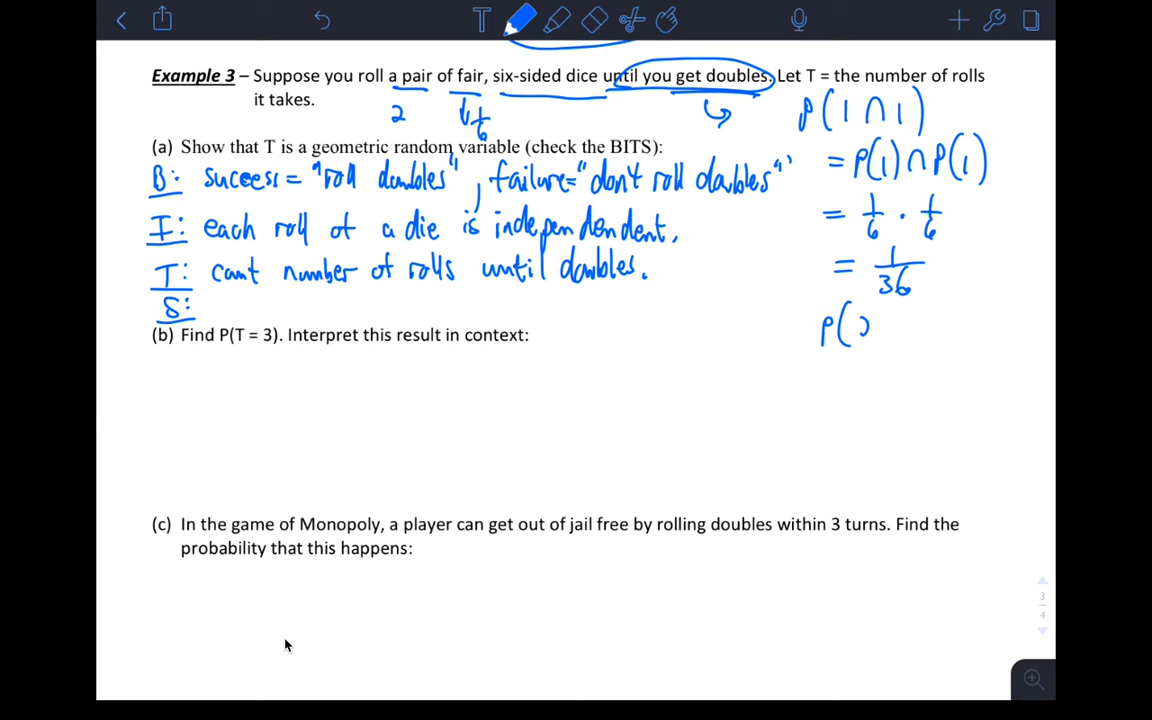 Example 3 – Suppose you roll a pair of fair, six-sided dice until you get doubles. Let T = the number of rolls
it takes.
2
1/6
P(1 ∩ 1)
(a) Show that T is a geometric random variable (check the BITS):
= P(1) ∩ P(1)
B: success = "roll doubles", failure = "don't roll doubles"
= 1/6 · 1/6
I: each roll of a die is independendent.
= 1/36
T: count number of rolls until doubles.
S:
P(
(b) Find P(T = 3). Interpret this result in context:
(c) In the game of Monopoly, a player can get out of jail free by rolling doubles within 3 turns. Find the
probability that this happens:
3
4